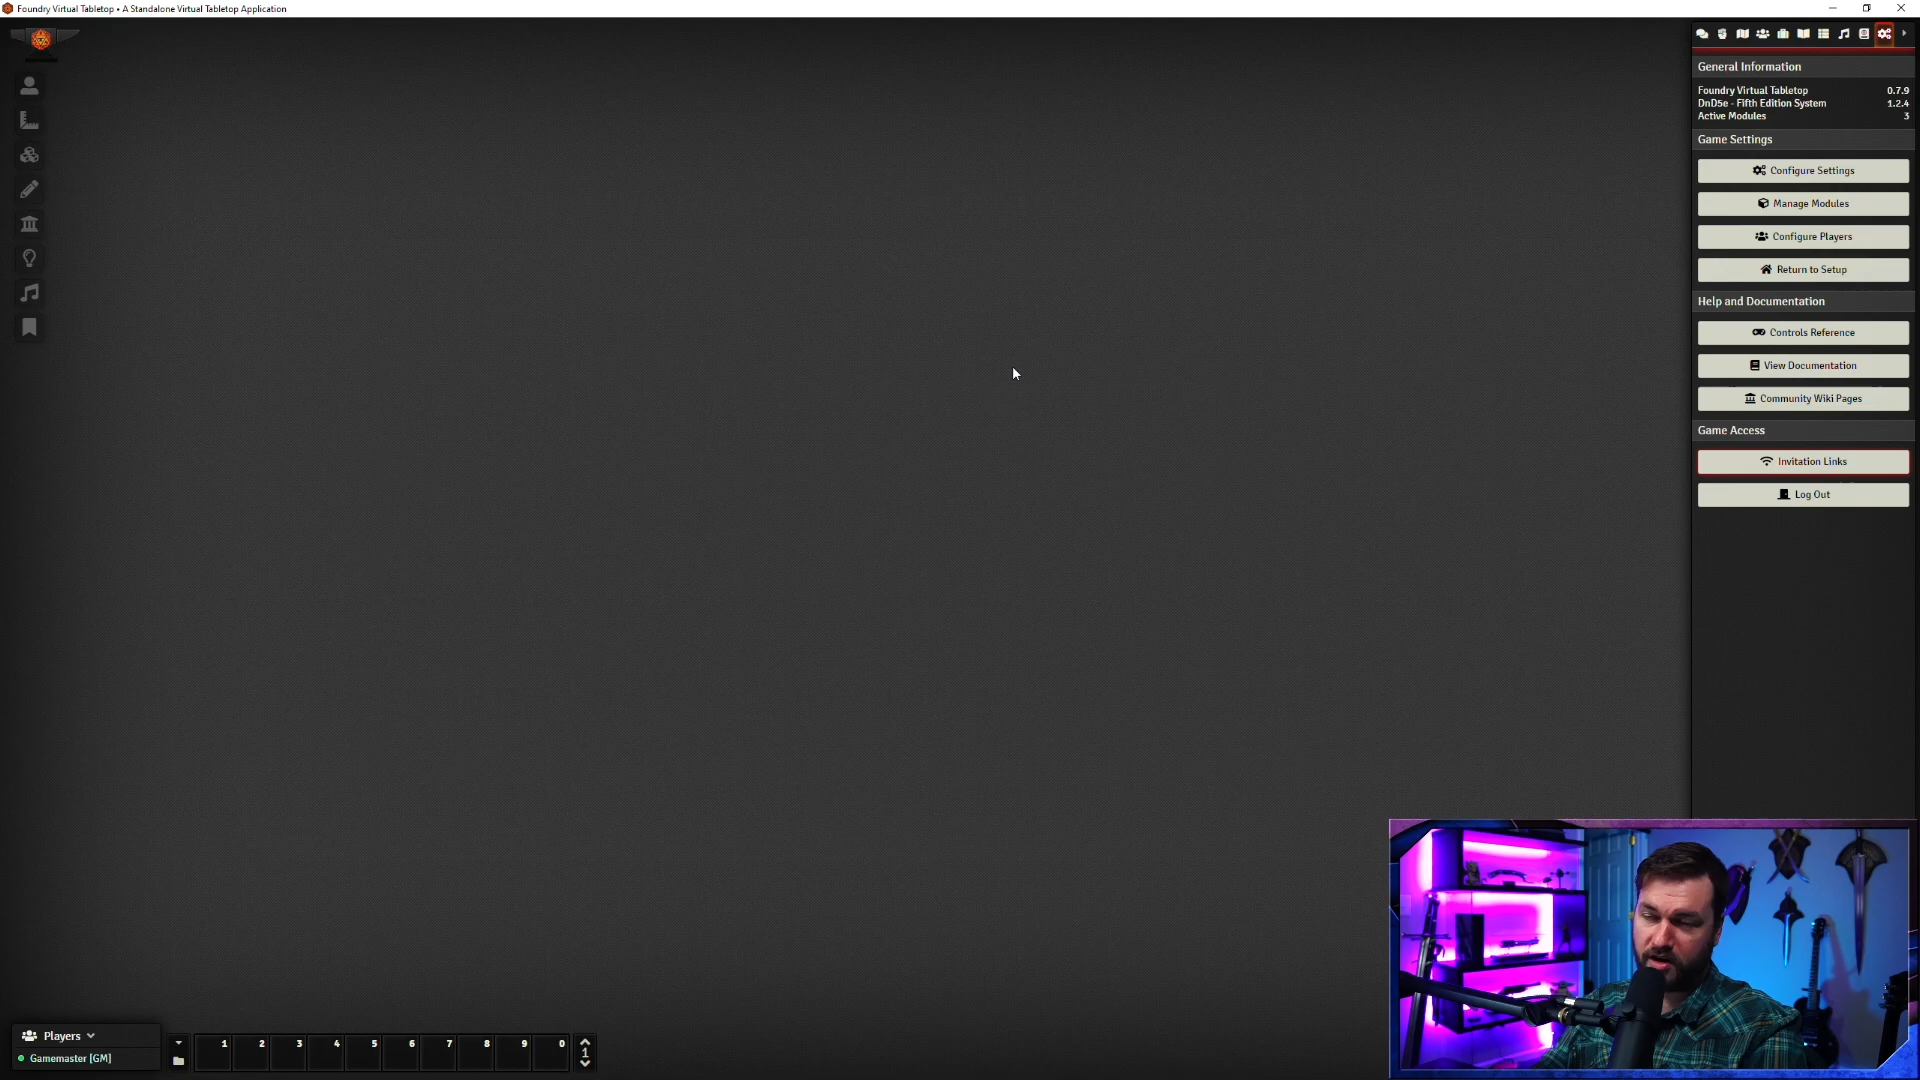 Foundry Virtual Tabletop • A Standalone Virtual Tabletop Application
General Information
Foundry Virtual Tabletop 0.7.9
DnD5e - Fifth Edition System 1.2.4
Active Modules 3
Game Settings
Configure Settings
Manage Modules
Configure Players
Return to Setup
Help and Documentation
Controls Reference
View Documentation
Community Wiki Pages
Game Access
Invitation Links
Log Out
Players
Gamemaster [GM]
1 2 3 4 5 6 7 8 9 0
1